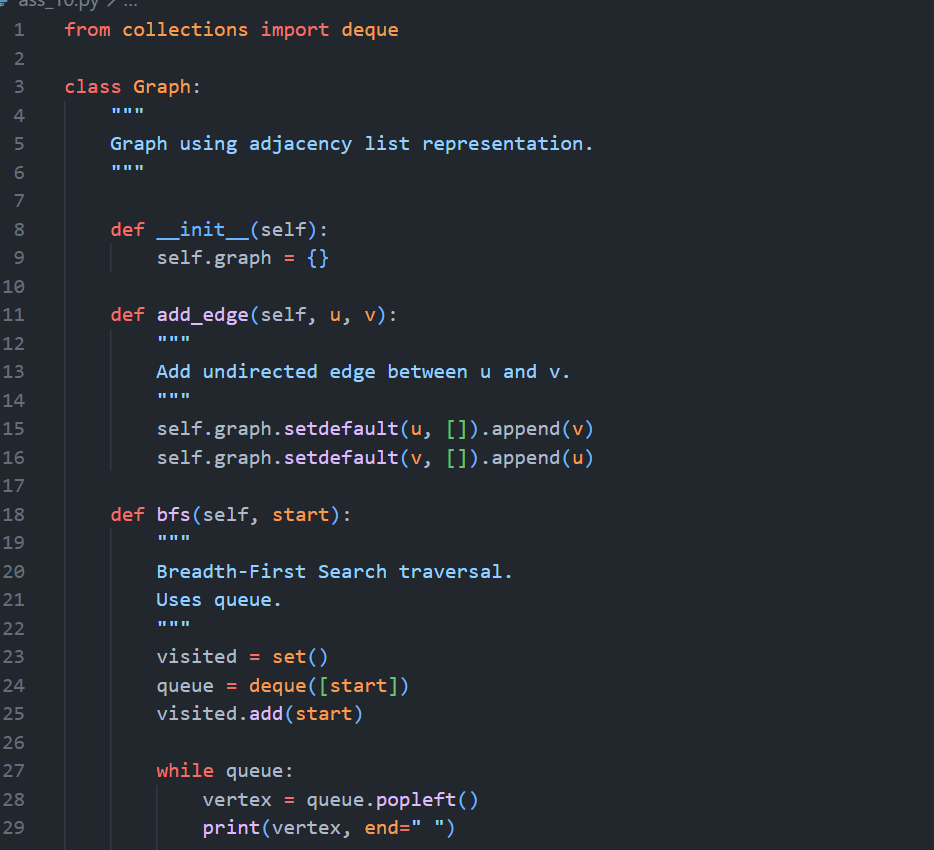 ass_10.py > ...
1 from collections import deque
2
3 class Graph:
4     """
5     Graph using adjacency list representation.
6     """
7
8     def __init__(self):
9         self.graph = {}
10
11     def add_edge(self, u, v):
12         """
13         Add undirected edge between u and v.
14         """
15         self.graph.setdefault(u, []).append(v)
16         self.graph.setdefault(v, []).append(u)
17
18     def bfs(self, start):
19         """
20         Breadth-First Search traversal.
21         Uses queue.
22         """
23         visited = set()
24         queue = deque([start])
25         visited.add(start)
26
27         while queue:
28             vertex = queue.popleft()
29             print(vertex, end=" ")